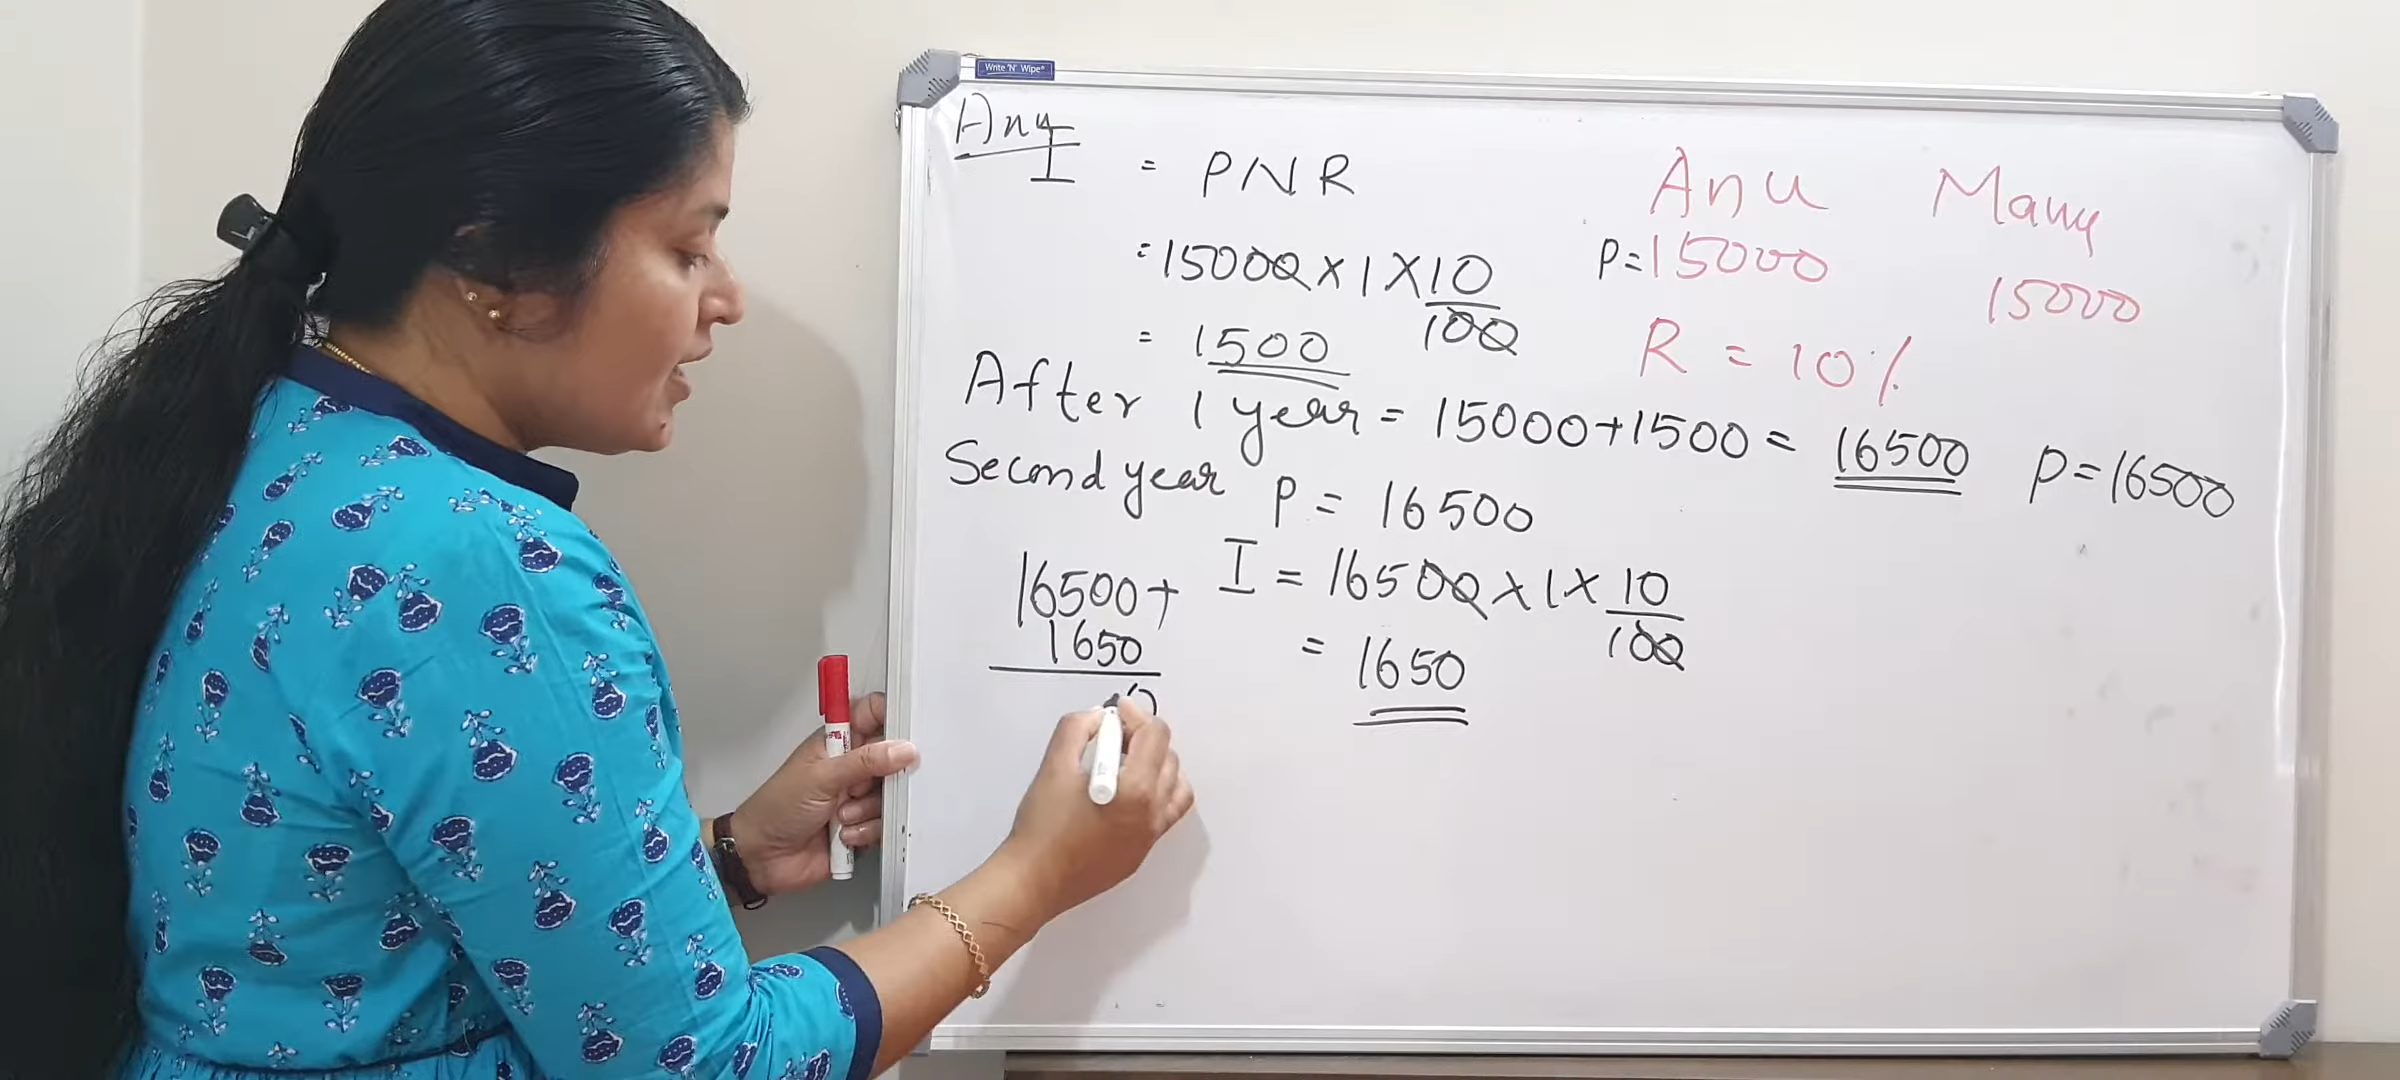 Write 'N' Wipe
Anu
I = PNR
= 15000 X 1 X 10/100
= 1500
Anu Manu
P=15000 15000
R = 10%
After 1 year = 15000+1500 = 16500 P=16500
Second year P = 16500
I = 16500 X 1 X 10/100
= 1650
16500+
1650
0